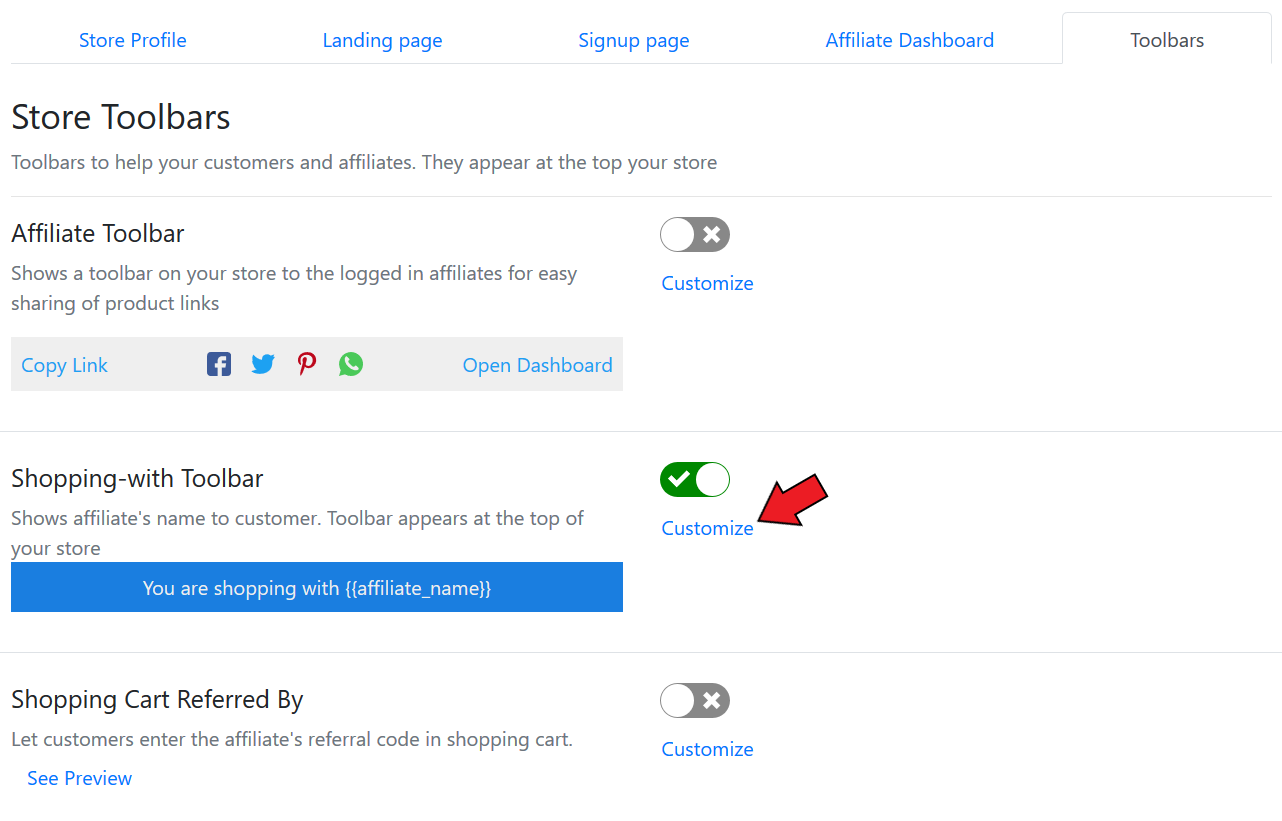 Store Profile
Landing page
Signup page
Affiliate Dashboard
Toolbars
Store Toolbars
Toolbars to help your customers and affiliates. They appear at the top your store
Affiliate Toolbar
Shows a toolbar on your store to the logged in affiliates for easy
sharing of product links
Customize
Copy Link
Open Dashboard
Shopping-with Toolbar
Shows affiliate's name to customer. Toolbar appears at the top of
your store
Customize
You are shopping with {{affiliate_name}}
Shopping Cart Referred By
Let customers enter the affiliate's referral code in shopping cart.
Customize
See Preview